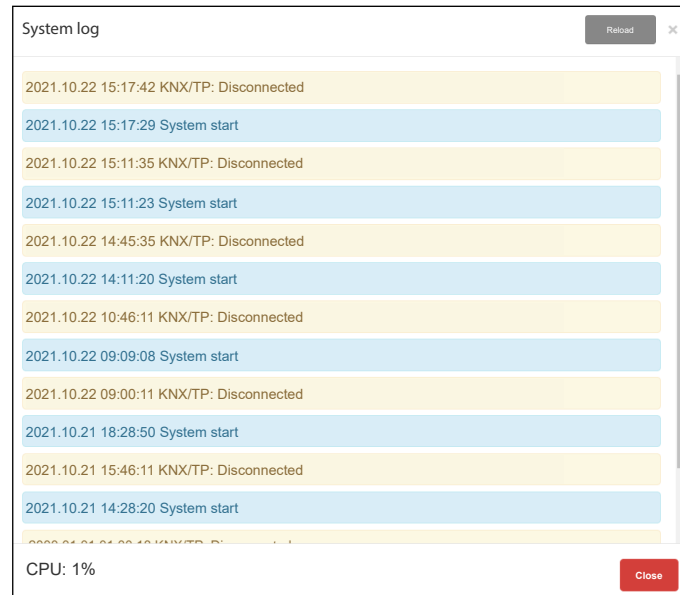 System log
Reload
×
2021.10.22 15:17:42 KNX/TP: Disconnected
2021.10.22 15:17:29 System start
2021.10.22 15:11:35 KNX/TP: Disconnected
2021.10.22 15:11:23 System start
2021.10.22 14:45:35 KNX/TP: Disconnected
2021.10.22 14:11:20 System start
2021.10.22 10:46:11 KNX/TP: Disconnected
2021.10.22 09:09:08 System start
2021.10.22 09:00:11 KNX/TP: Disconnected
2021.10.21 18:28:50 System start
2021.10.21 15:46:11 KNX/TP: Disconnected
2021.10.21 14:28:20 System start
CPU: 1%
Close